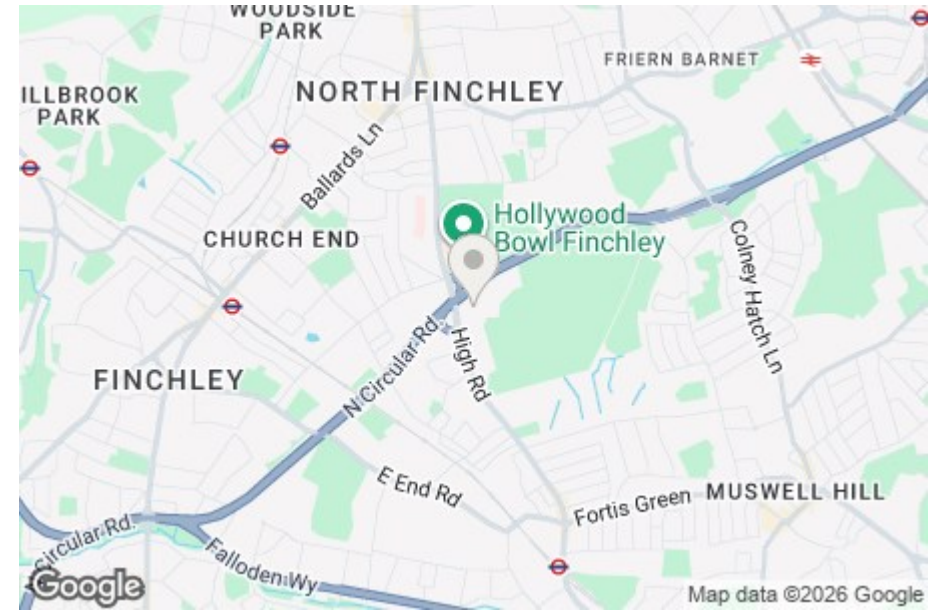 WOODSIDE
PARK
FRIERN BARNET
NORTH FINCHLEY
ILLBROOK
PARK
Ballards Ln
Hollywood
Bowl Finchley
CHURCH END
Colney Hatch Ln
N Circular Rd
High Rd
FINCHLEY
E End Rd
Fortis Green
MUSWELL HILL
Circular Rd.
Falloden Wy
Google
Map data ©2026 Google